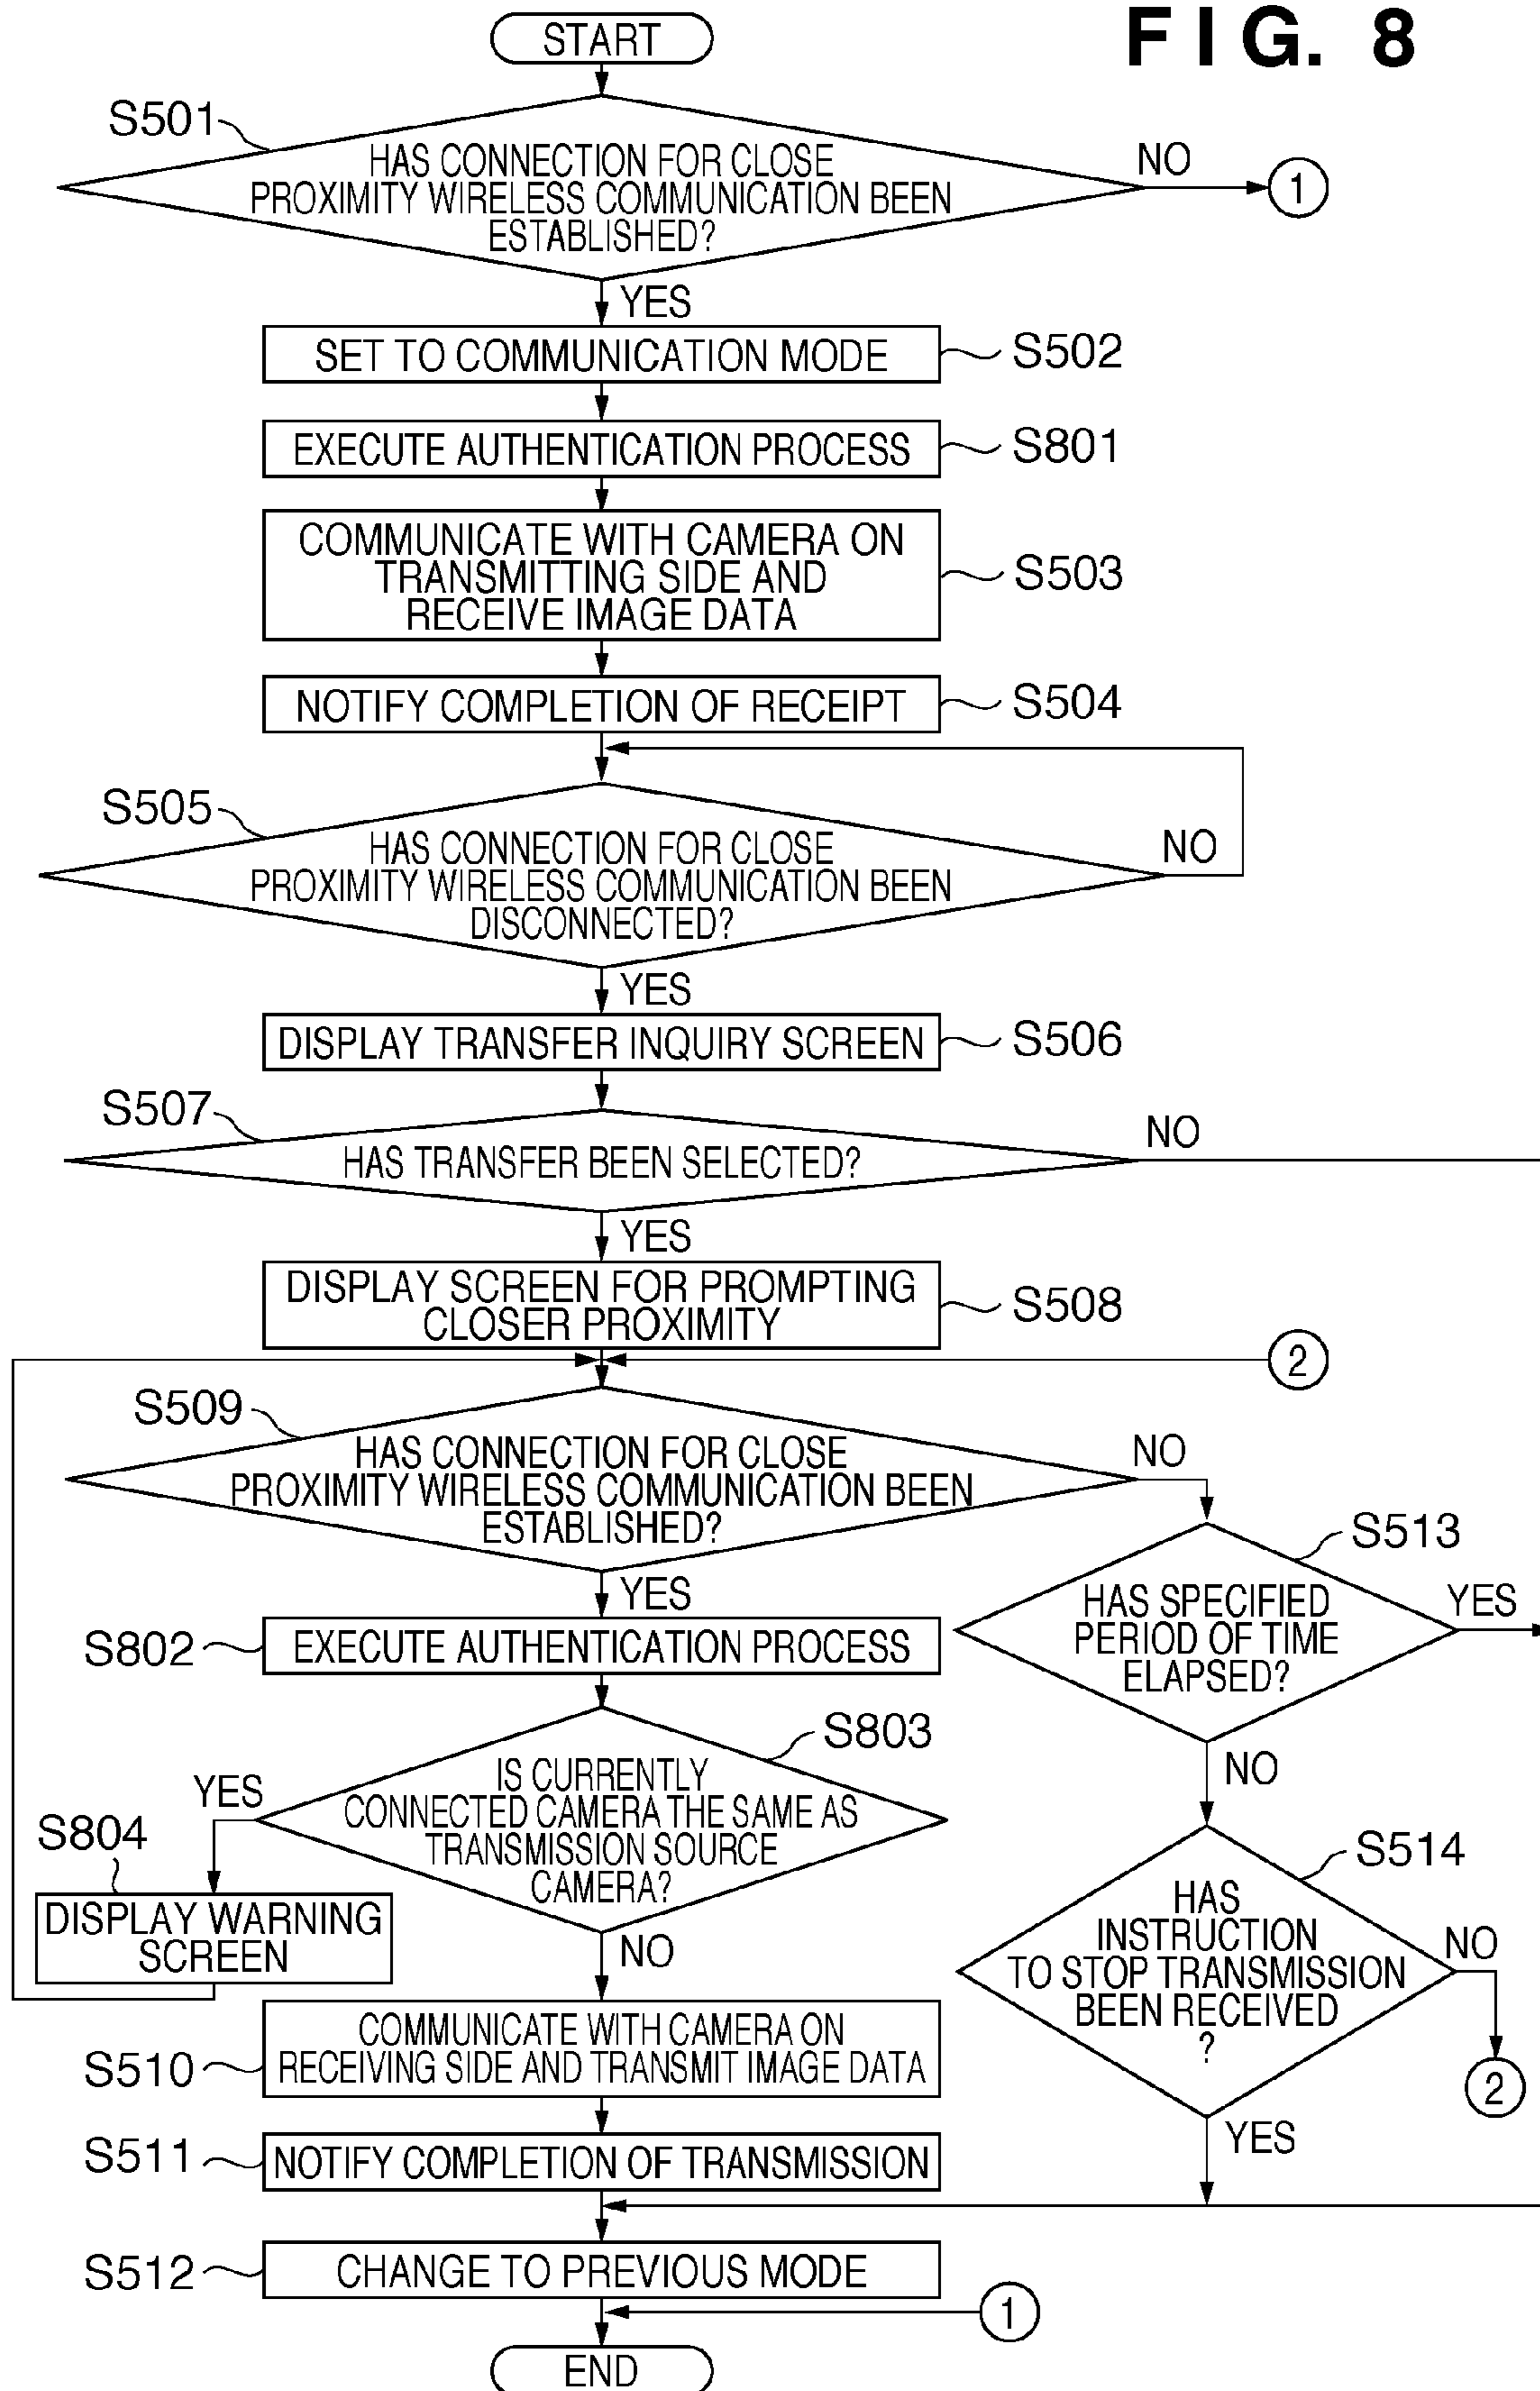 FIG. 8
START
S501
HAS CONNECTION FOR CLOSE
PROXIMITY WIRELESS COMMUNICATION BEEN
ESTABLISHED?
NO
1
YES
SET TO COMMUNICATION MODE
S502
EXECUTE AUTHENTICATION PROCESS
S801
COMMUNICATE WITH CAMERA ON
TRANSMITTING SIDE AND
RECEIVE IMAGE DATA
S503
NOTIFY COMPLETION OF RECEIPT
S504
S505
HAS CONNECTION FOR CLOSE
PROXIMITY WIRELESS COMMUNICATION BEEN
DISCONNECTED?
NO
YES
DISPLAY TRANSFER INQUIRY SCREEN
S506
S507
HAS TRANSFER BEEN SELECTED?
NO
YES
DISPLAY SCREEN FOR PROMPTING
CLOSER PROXIMITY
S508
2
S509
HAS CONNECTION FOR CLOSE
PROXIMITY WIRELESS COMMUNICATION BEEN
ESTABLISHED?
NO
YES
S513
HAS SPECIFIED
PERIOD OF TIME
ELAPSED?
YES
NO
S802
EXECUTE AUTHENTICATION PROCESS
S803
IS CURRENTLY
CONNECTED CAMERA THE SAME AS
TRANSMISSION SOURCE
CAMERA?
YES
S804
DISPLAY WARNING
SCREEN
NO
S514
HAS
INSTRUCTION
TO STOP TRANSMISSION
BEEN RECEIVED
?
NO
2
YES
S510
COMMUNICATE WITH CAMERA ON
RECEIVING SIDE AND TRANSMIT IMAGE DATA
S511
NOTIFY COMPLETION OF TRANSMISSION
S512
CHANGE TO PREVIOUS MODE
1
END